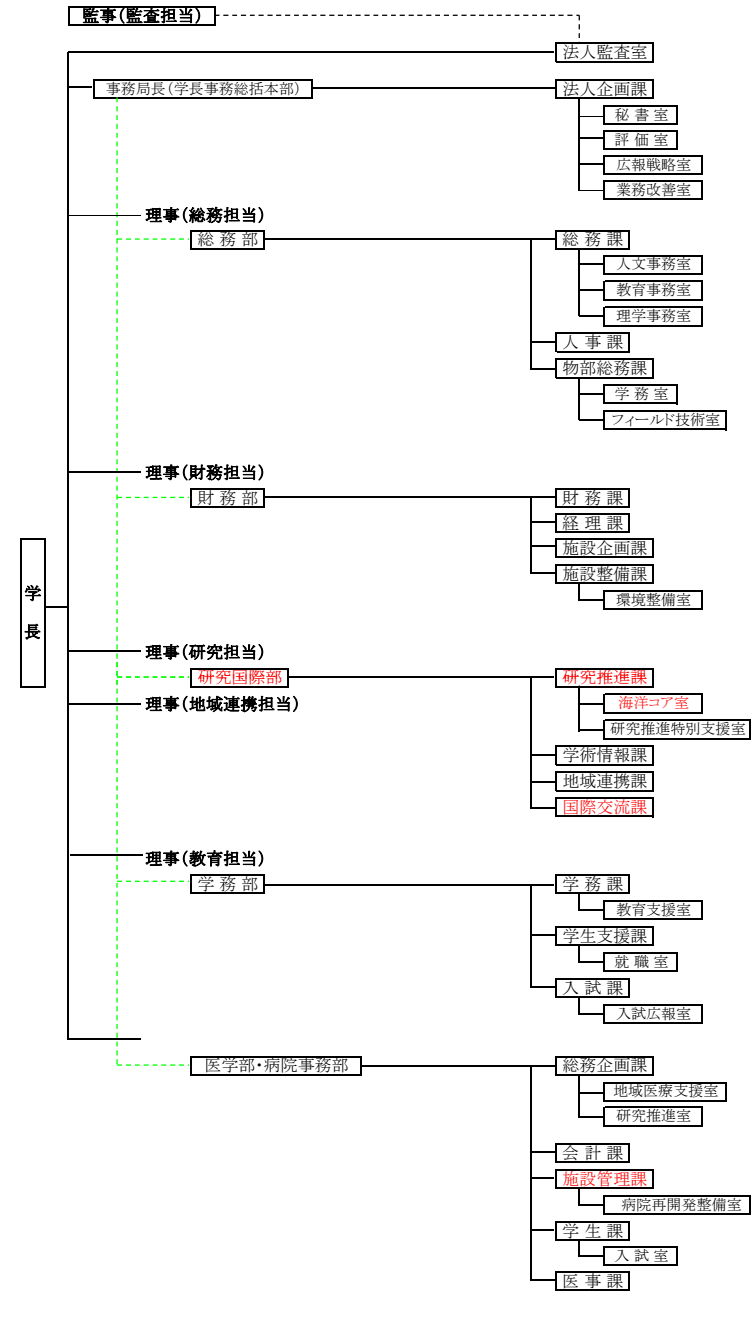 監事(監査担当)
法人監査室
事務局長(学長事務総括本部)
法人企画課
秘書室
評価室
広報戦略室
業務改善室
理事(総務担当)
総務部
総務課
人文事務室
教育事務室
理学事務室
人事課
物部総務課
学務室
フィールド技術室
理事(財務担当)
財務部
財務課
経理課
施設企画課
施設整備課
環境整備室
学長
理事(研究担当)
研究国際部
研究推進課
海洋コア室
研究推進特別支援室
理事(地域連携担当)
学術情報課
地域連携課
国際交流課
理事(教育担当)
学務部
学務課
教育支援室
学生支援課
就職室
入試課
入試広報室
医学部・病院事務部
総務企画課
地域医療支援室
研究推進室
会計課
施設管理課
病院再開発整備室
学生課
入試室
医事課